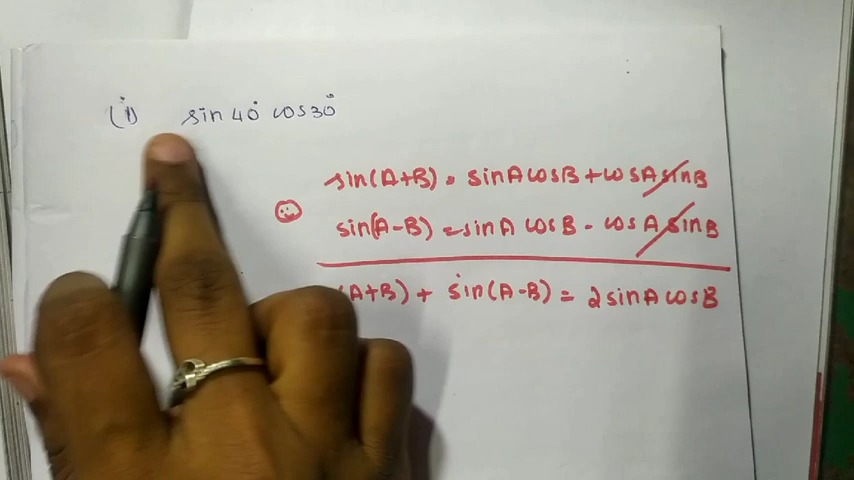 (i) sin 40° cos 30°
sin(A+B) = sinA cosB + cosA sinB
sin(A-B) = sinA cosB - cosA sinB
(A+B) + sin(A-B) = 2 sinA cosB